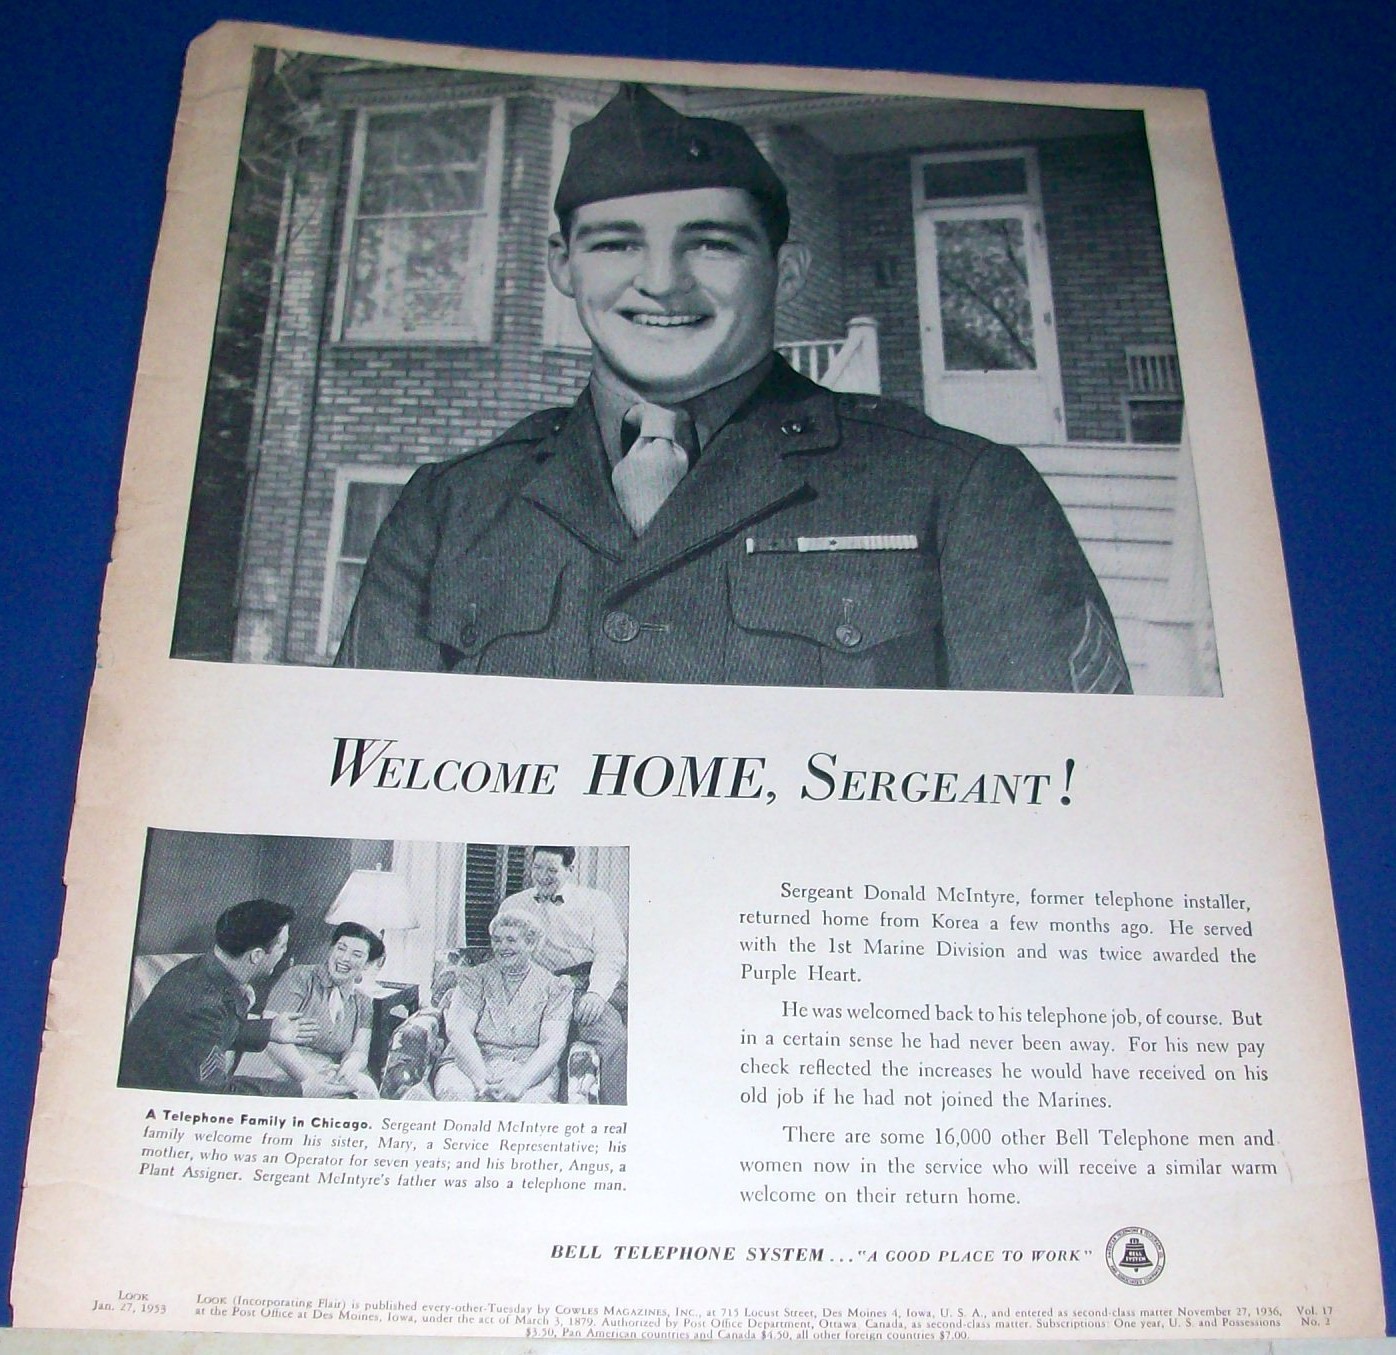 WELCOME HOME, SERGEANT!
A Telephone Family in Chicago. Sergeant Donald McIntyre got a real
family welcome from his sister, Mary, a Service Representative; his
mother, who was an Operator for seven years; and his brother, Angus, a
Plant Assigner. Sergeant McIntyre's father was also a telephone man.
Sergeant Donald McIntyre, former telephone installer,
returned home from Korea a few months ago. He served
with the 1st Marine Division and was twice awarded the
Purple Heart.
He was welcomed back to his telephone job, of course. But
in a certain sense he had never been away. For his new pay
check reflected the increases he would have received on his
old job if he had not joined the Marines.
There are some 16,000 other Bell Telephone men and
women now in the service who will receive a similar warm
welcome on their return home.
BELL TELEPHONE SYSTEM... "A GOOD PLACE TO WORK"
BELL
SYSTEM
LOOK
Jan. 27, 1953
LOOK (Incorporating Flair) is published every-other-Tuesday by COWLES MAGAZINES, INC., at 715 Locust Street, Des Moines 4, Iowa, U. S. A., and entered as second-class matter November 27, 1936,
at the Post Office at Des Moines, Iowa, under the act of March 3, 1879. Authorized by Post Office Department, Ottawa, Canada, as second-class matter. Subscriptions: One year, U. S. and Possessions
$3.50, Pan American countries and Canada $4.50, all other foreign countries $7.00.
Vol. 17
No. 2